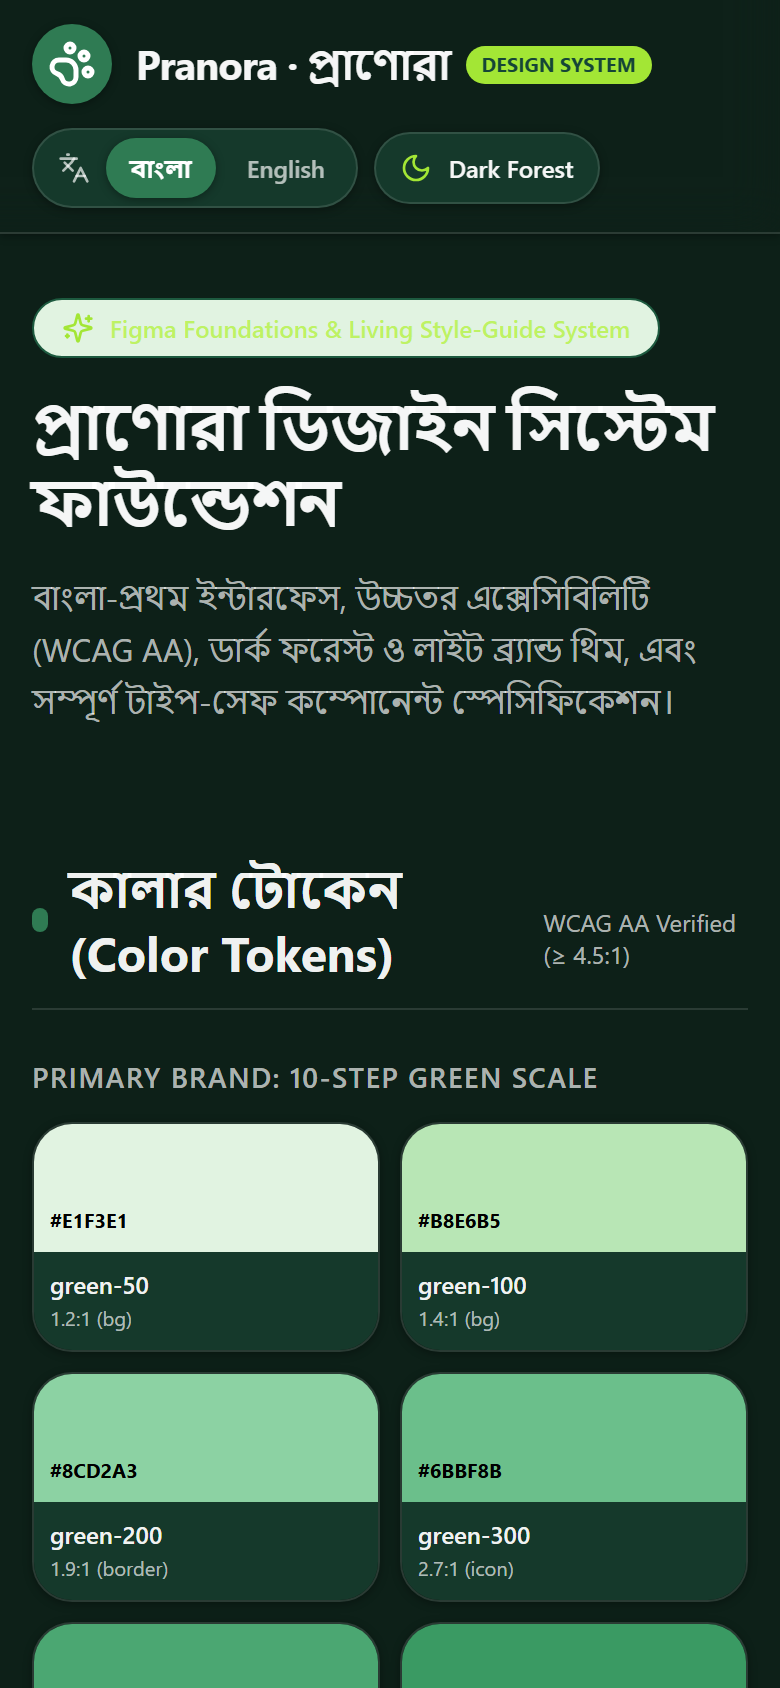 Pranora · প্রাণোরা DESIGN SYSTEM
বাংলা English Dark Forest
Figma Foundations & Living Style-Guide System
প্রাণোরা ডিজাইন সিস্টেম
ফাউন্ডেশন
বাংলা-প্রথম ইন্টারফেস, উচ্চতর এক্সেসিবিলিটি
(WCAG AA), ডার্ক ফরেস্ট ও লাইট ব্র্যান্ড থিম, এবং
সম্পূর্ণ টাইপ-সেফ কম্পোনেন্ট স্পেসিফিকেশন।
কালার টোকেন
(Color Tokens)
WCAG AA Verified
(≥ 4.5:1)
PRIMARY BRAND: 10-STEP GREEN SCALE
#E1F3E1
green-50
1.2:1 (bg)
#B8E6B5
green-100
1.4:1 (bg)
#8CD2A3
green-200
1.9:1 (border)
#6BBF8B
green-300
2.7:1 (icon)